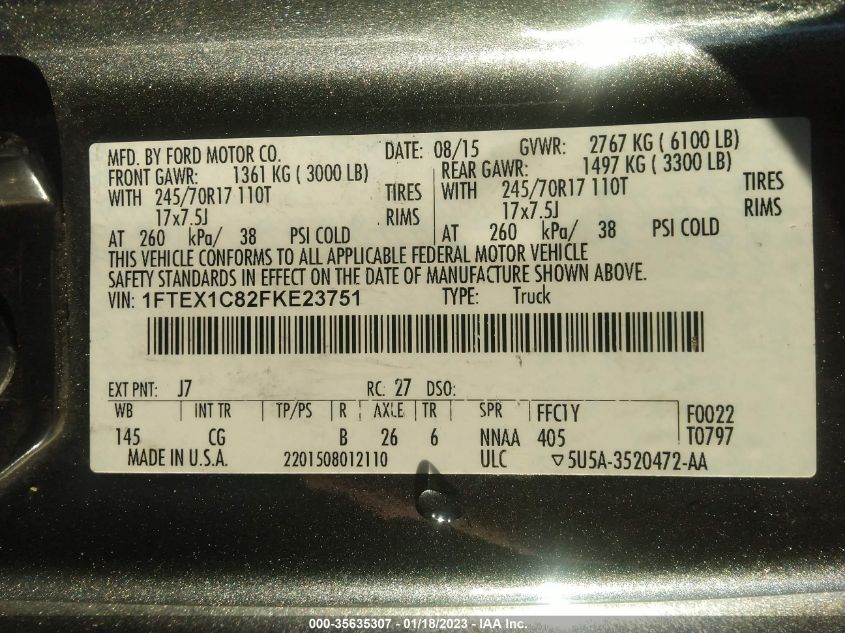 MFD. BY FORD MOTOR CO. DATE: 08/15 GVWR: 2767 KG ( 6100 LB)
FRONT GAWR: 1361 KG ( 3000 LB) REAR GAWR: 1497 KG ( 3300 LB)
WITH 245/70R17 110T TIRES WITH 245/70R17 110T TIRES
17x7.5J RIMS 17x7.5J RIMS
AT 260 kPa/ 38 PSI COLD AT 260 kPa/ 38 PSI COLD
THIS VEHICLE CONFORMS TO ALL APPLICABLE FEDERAL MOTOR VEHICLE
SAFETY STANDARDS IN EFFECT ON THE DATE OF MANUFACTURE SHOWN ABOVE.
VIN: 1FTEX1C82FKE23751 TYPE: Truck
EXT PNT: J7 RC: 27 DSO:
WB INT TR TP/PS R AXLE TR SPR FFC1Y F0022
145 CG B 26 6 NNAA 405 T0797
MADE IN U.S.A. 2201508012110 ULC ▽5U5A-3520472-AA
000-35635307 - 01/18/2023 - IAA Inc.